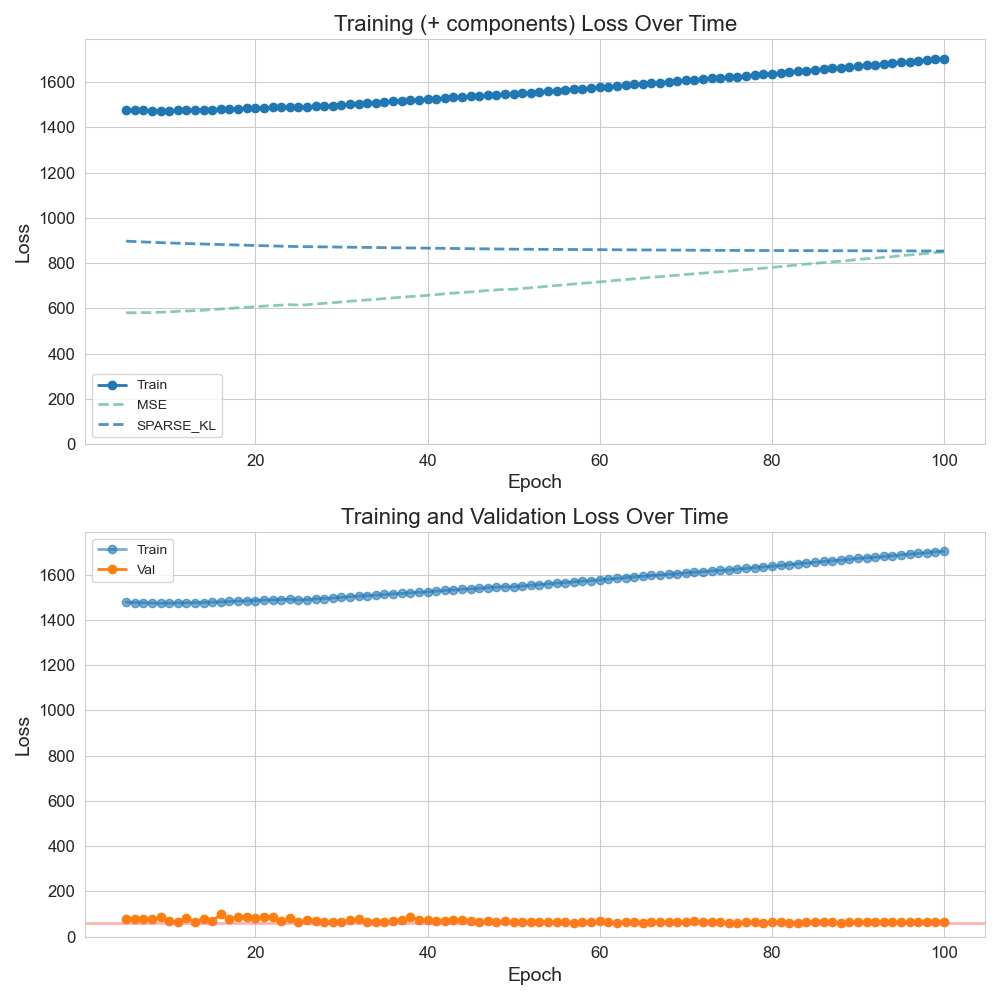 Training (+ components) Loss Over Time
1600
1400
1200
1000
800
600
400
200
0
Loss
Train
MSE
SPARSE_KL
20 40 60 80 100
Epoch
Training and Validation Loss Over Time
Train
Val
1600
1400
1200
1000
800
600
400
200
0
Loss
20 40 60 80 100
Epoch